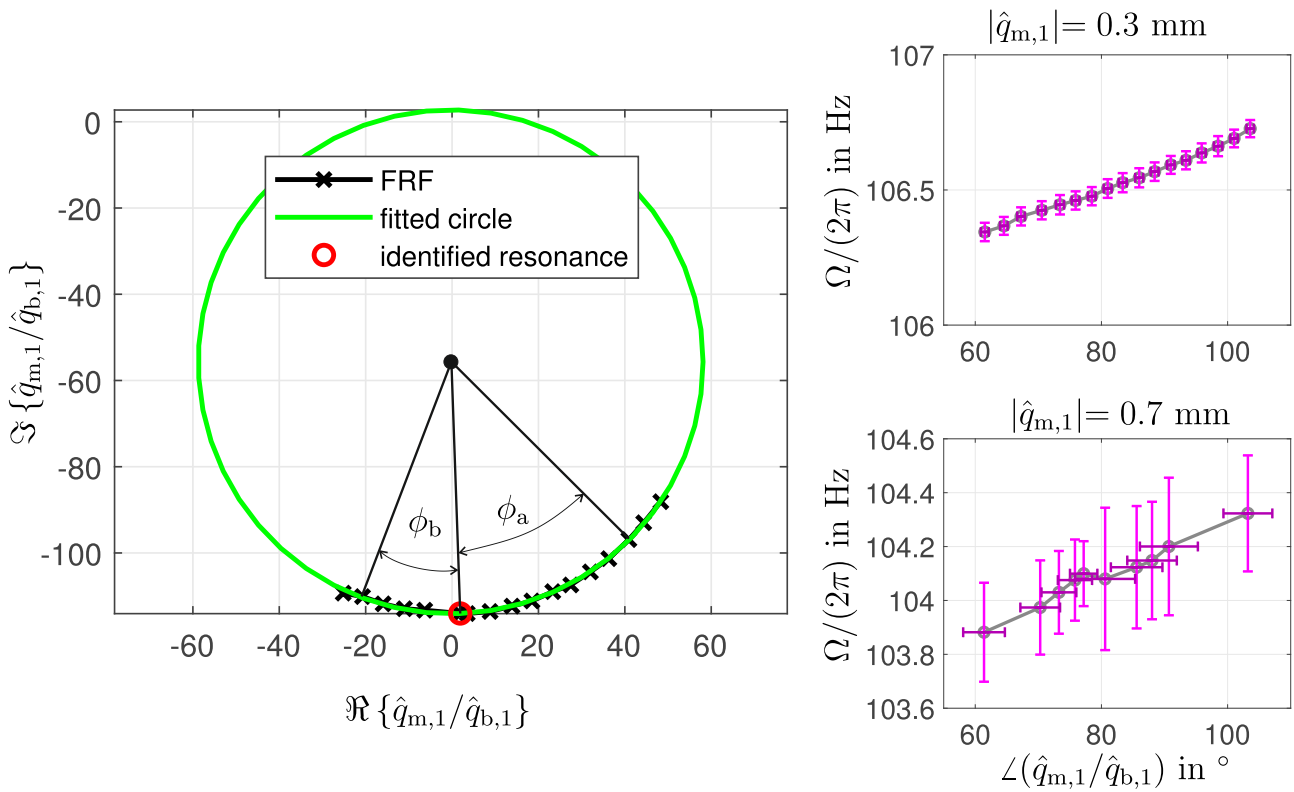 0
-20
-40
-60
-80
-100
-60
-40
-20
0
20
40
60
ℑ {q̂m,1/q̂b,1}
ℜ {q̂m,1/q̂b,1}
FRF
fitted circle
identified resonance
ϕb
ϕa
|q̂m,1|= 0.3 mm
107
106.5
106
60
80
100
Ω/(2π) in Hz
|q̂m,1|= 0.7 mm
104.6
104.4
104.2
104
103.8
103.6
60
80
100
Ω/(2π) in Hz
∠(q̂m,1/q̂b,1) in °